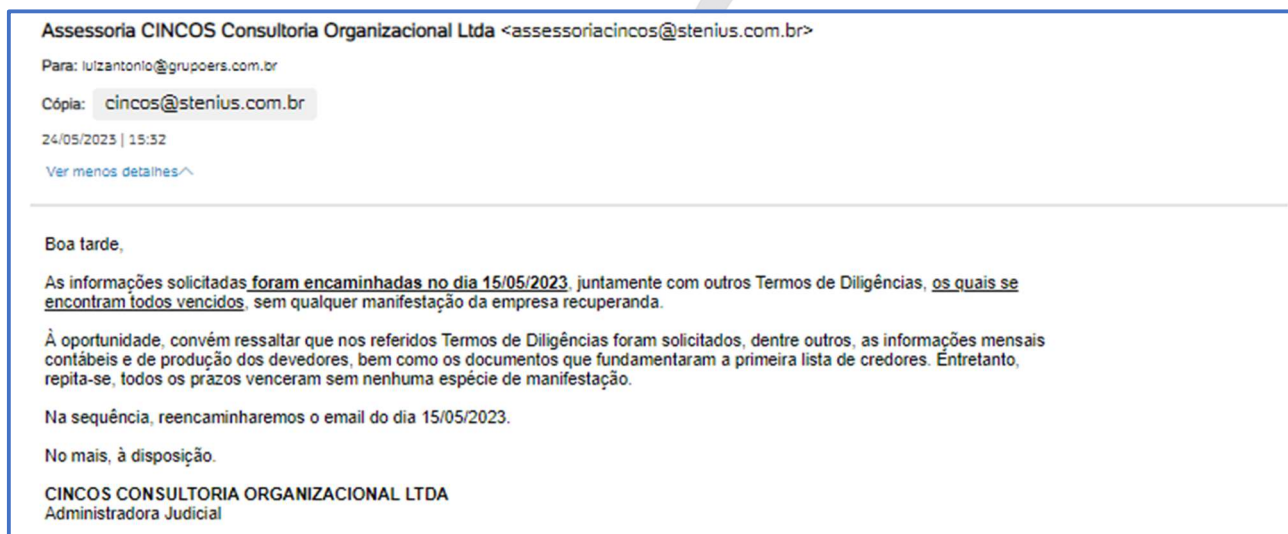 Assessoria CINCOS Consultoria Organizacional Ltda <assessoriacincos@stenius.com.br>
Para: luizantonio@grupoers.com.br
Cópia: cincos@stenius.com.br
24/05/2023 | 15:32
Ver menos detalhes
Boa tarde,
As informações solicitadas foram encaminhadas no dia 15/05/2023, juntamente com outros Termos de Diligências, os quais se
encontram todos vencidos, sem qualquer manifestação da empresa recuperanda.
À oportunidade, convém ressaltar que nos referidos Termos de Diligências foram solicitados, dentre outros, as informações mensais
contábeis e de produção dos devedores, bem como os documentos que fundamentaram a primeira lista de credores. Entretanto,
repita-se, todos os prazos venceram sem nenhuma espécie de manifestação.
Na sequência, reencaminharemos o email do dia 15/05/2023.
No mais, à disposição.
CINCOS CONSULTORIA ORGANIZACIONAL LTDA
Administradora Judicial